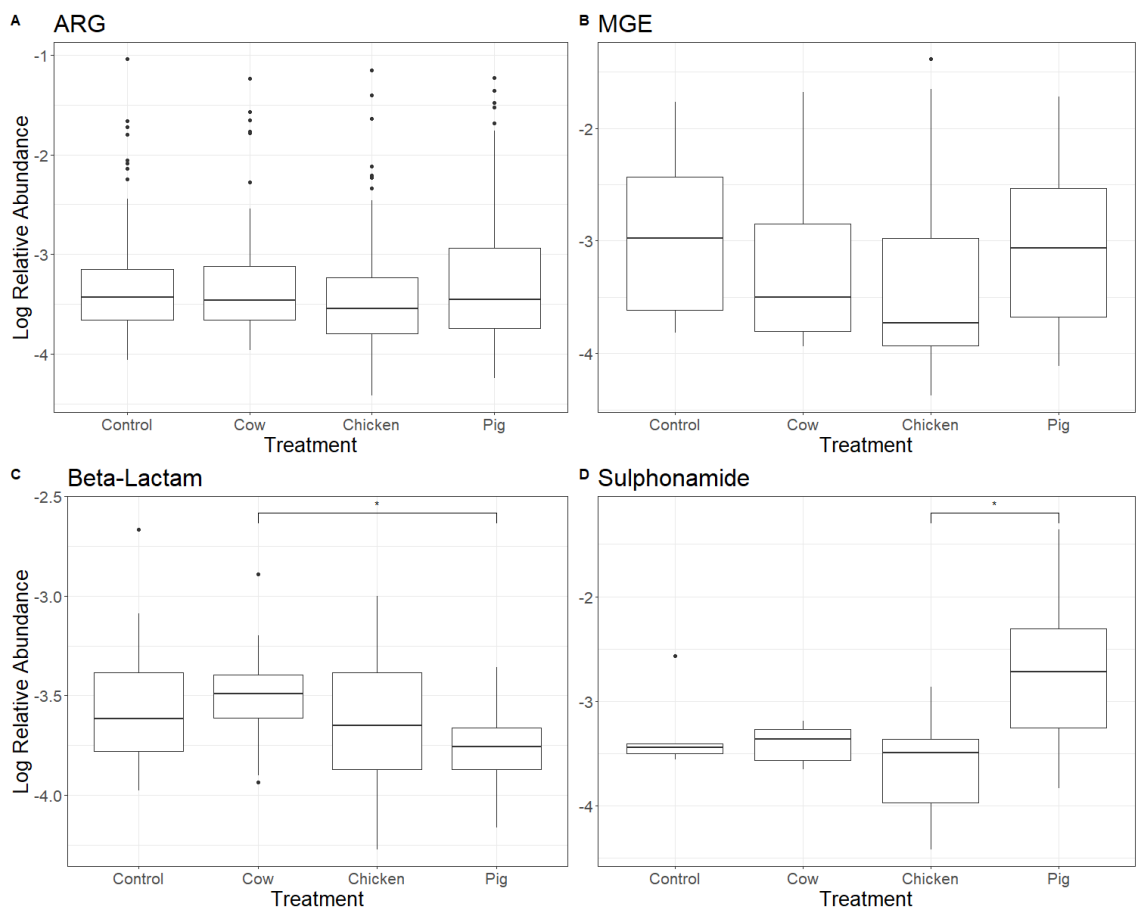 A ARG
Log Relative Abundance
-1
-2
-3
-4
Control Cow Chicken Pig
Treatment
B MGE
-2
-3
-4
Control Cow Chicken Pig
Treatment
C Beta-Lactam
Log Relative Abundance
-2.5
-3.0
-3.5
-4.0
*
Control Cow Chicken Pig
Treatment
D Sulphonamide
-2
-3
-4
*
Control Cow Chicken Pig
Treatment